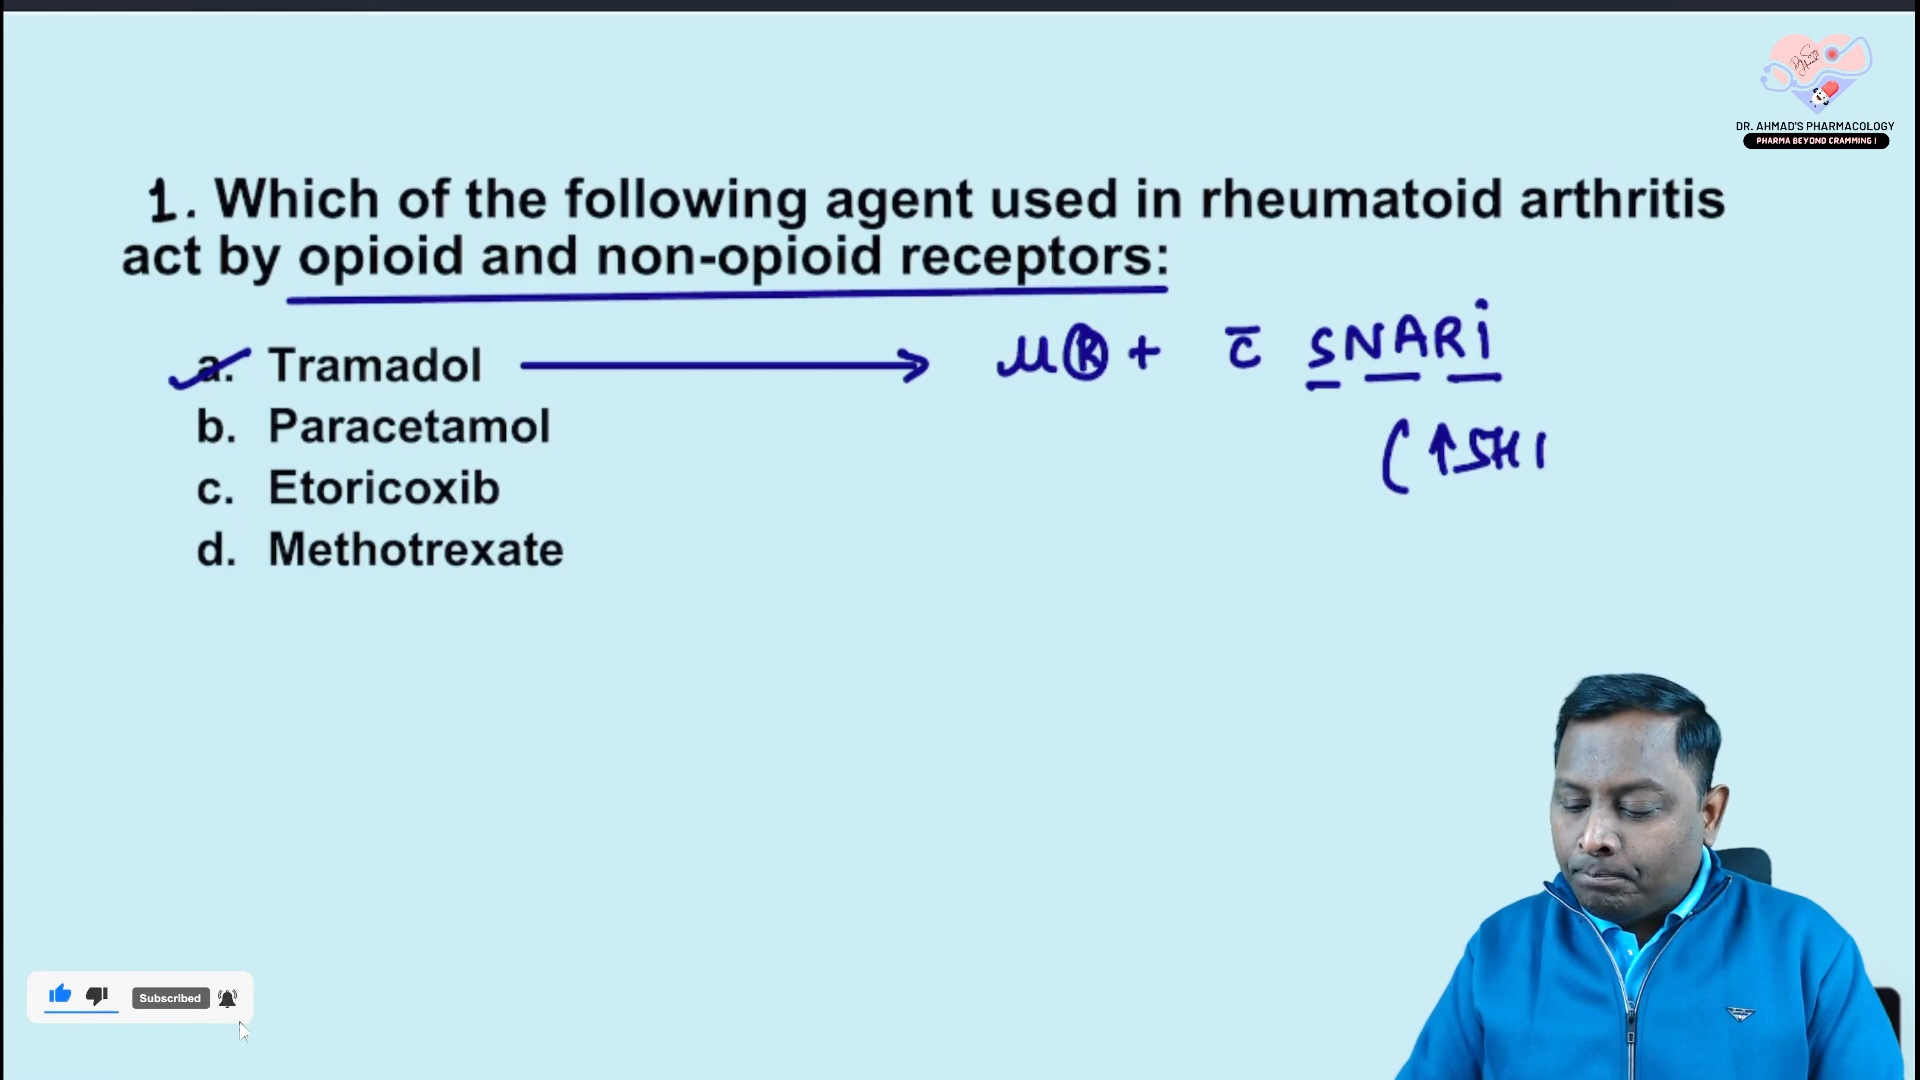 DR. AHMAD'S PHARMACOLOGY
PHARMA BEYOND CRAMMING !
1. Which of the following agent used in rheumatoid arthritis
act by opioid and non-opioid receptors:
a. Tramadol
μ R + c̅ SNARi
b. Paracetamol
(↑5H
c. Etoricoxib
d. Methotrexate
Subscribed